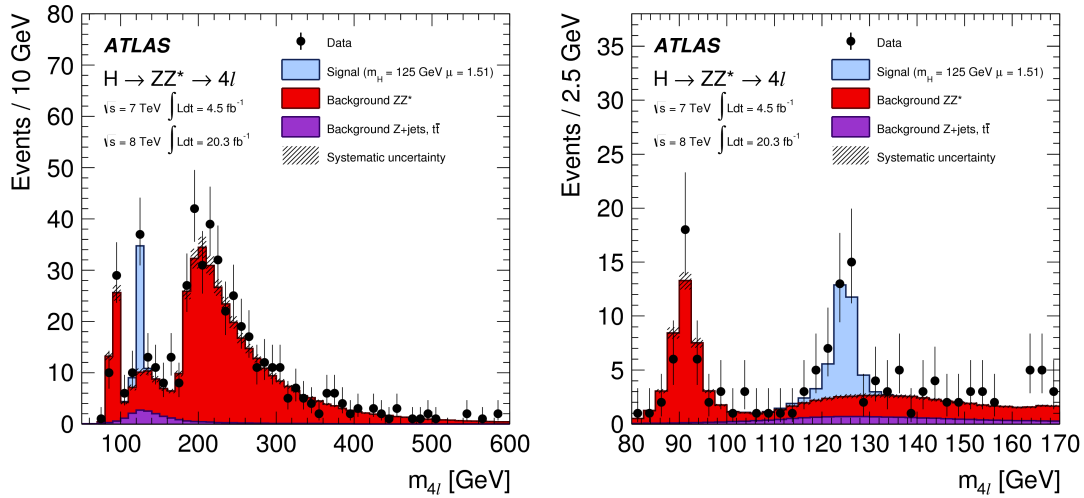 Events / 10 GeV
80
70
60
50
40
30
20
10
0
ATLAS
H → ZZ* → 4l
√s = 7 TeV ∫Ldt = 4.5 fb⁻¹
√s = 8 TeV ∫Ldt = 20.3 fb⁻¹
Data
Signal (m_H = 125 GeV μ = 1.51)
Background ZZ*
Background Z+jets, tt̄
Systematic uncertainty
100 200 300 400 500 600
m_4l [GeV]
Events / 2.5 GeV
35
30
25
20
15
10
5
0
ATLAS
H → ZZ* → 4l
√s = 7 TeV ∫Ldt = 4.5 fb⁻¹
√s = 8 TeV ∫Ldt = 20.3 fb⁻¹
Data
Signal (m_H = 125 GeV μ = 1.51)
Background ZZ*
Background Z+jets, tt̄
Systematic uncertainty
80 90 100 110 120 130 140 150 160 170
m_4l [GeV]